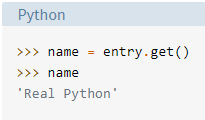 Python
>>> name = entry.get()
>>> name
'Real Python'